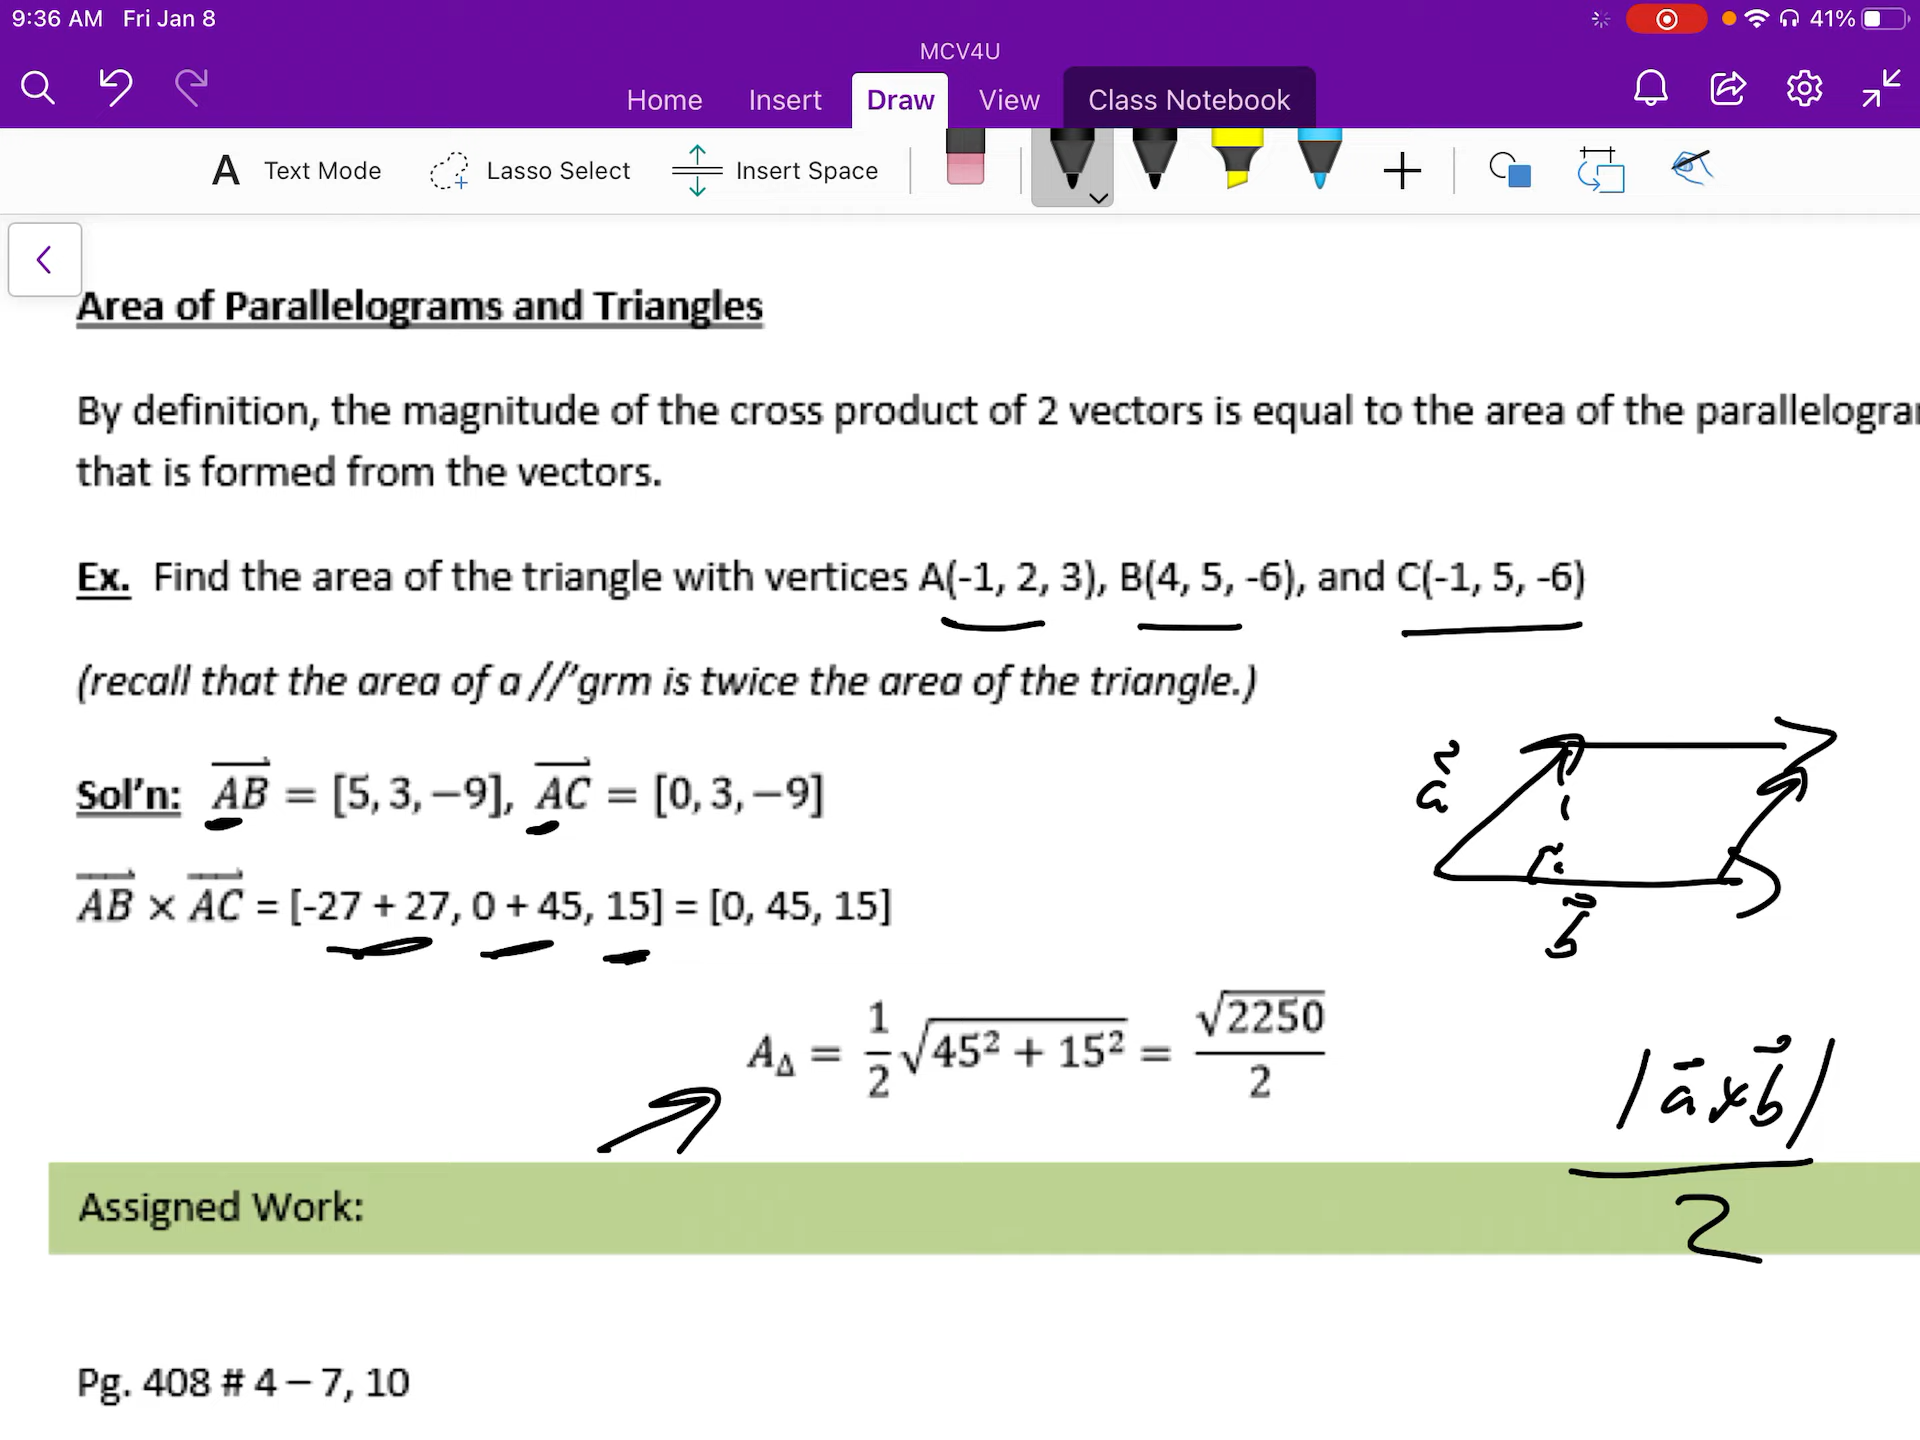 9:36 AM Fri Jan 8 41%
MCV4U
Home Insert Draw View Class Notebook
A Text Mode Lasso Select Insert Space
Area of Parallelograms and Triangles
By definition, the magnitude of the cross product of 2 vectors is equal to the area of the parallelogra
that is formed from the vectors.
Ex. Find the area of the triangle with vertices A(-1, 2, 3), B(4, 5, -6), and C(-1, 5, -6)
(recall that the area of a //'grm is twice the area of the triangle.)
Sol'n: AB⃗ = [5, 3, −9], AC⃗ = [0, 3, −9]
a⃗
AB⃗ × AC⃗ = [-27 + 27, 0 + 45, 15] = [0, 45, 15]
b⃗
A_Δ = 1/2 √(45² + 15²) = √2250/2
|a⃗ × b⃗|
2
Assigned Work:
Pg. 408 # 4 – 7, 10